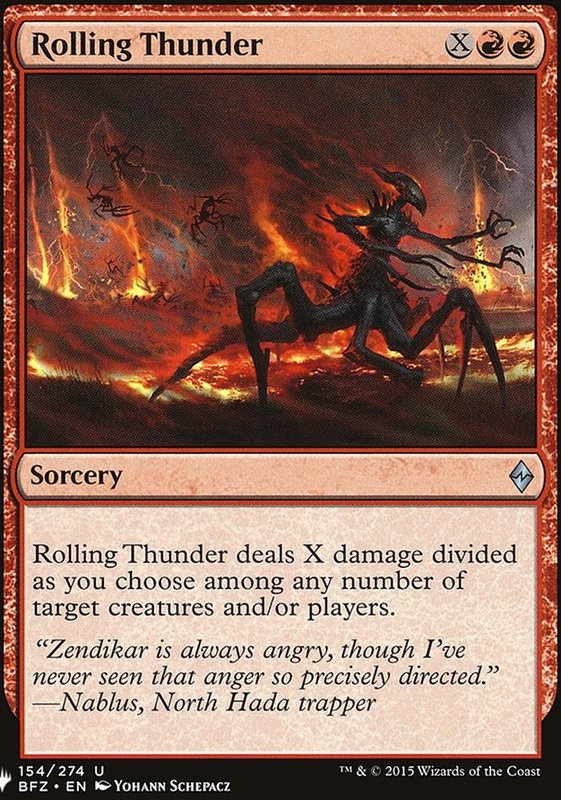 Rolling Thunder X
Sorcery
Rolling Thunder deals X damage divided
as you choose among any number of
target creatures and/or players.
“Zendikar is always angry, though I’ve
never seen that anger so precisely directed.”
—Nablus, North Hada trapper
154/274 U
BFZ • EN Yohann Schepacz
™ & © 2015 Wizards of the Coast